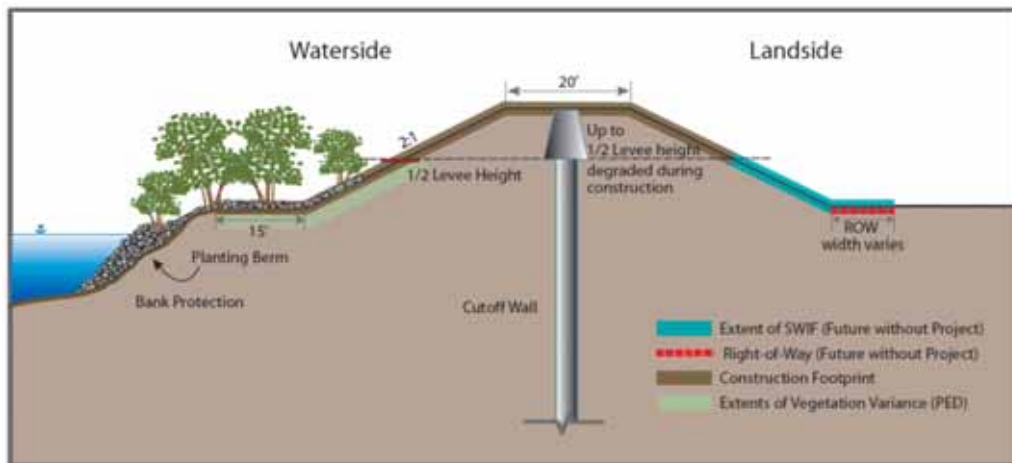 Waterside
Landside
20'
2:1
Up to
1/2 Levee height
degraded during
construction
1/2 Levee Height
15'
ROW
width varies
Planting Berm
Bank Protection
Cutoff Wall
Extent of SWIF (Future without Project)
Right-of-Way (Future without Project)
Construction Footprint
Extents of Vegetation Variance (PED)